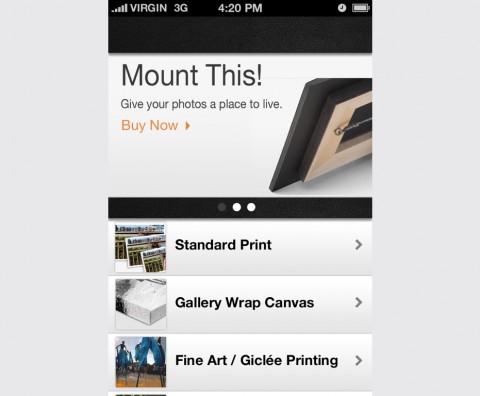 VIRGIN 3G 4:20 PM
Mount This!
Give your photos a place to live.
Buy Now
Standard Print
Gallery Wrap Canvas
Fine Art / Giclée Printing